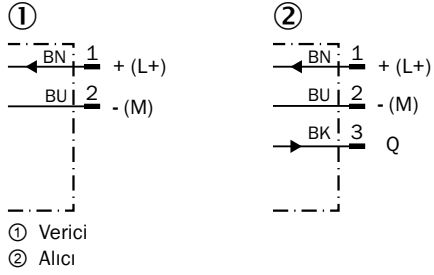 ① ②
BN 1 + (L+) BN 1 + (L+)
BU 2 - (M) BU 2 - (M)
BK 3 Q
① Verici
② Alıcı